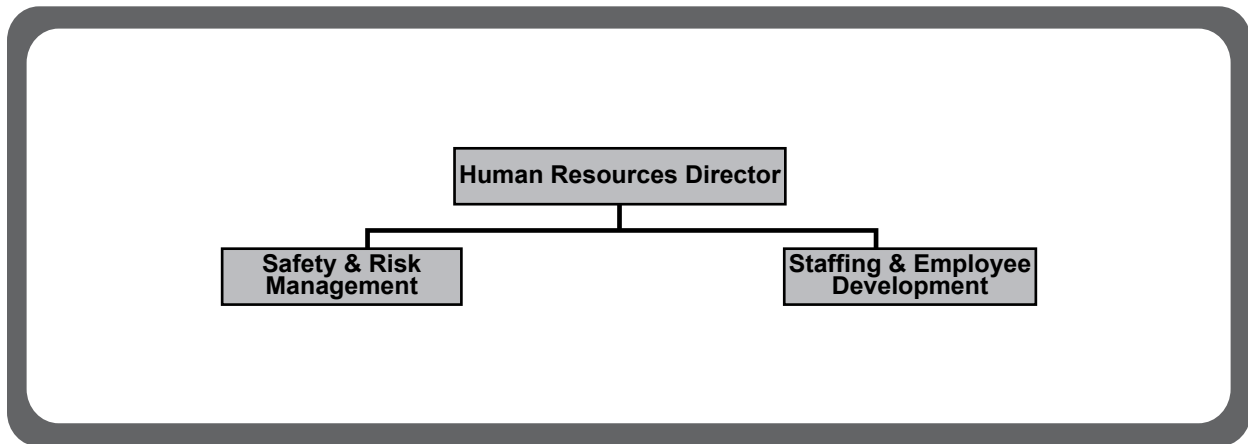 Human Resources Director
Safety & Risk
Management
Staffing & Employee
Development